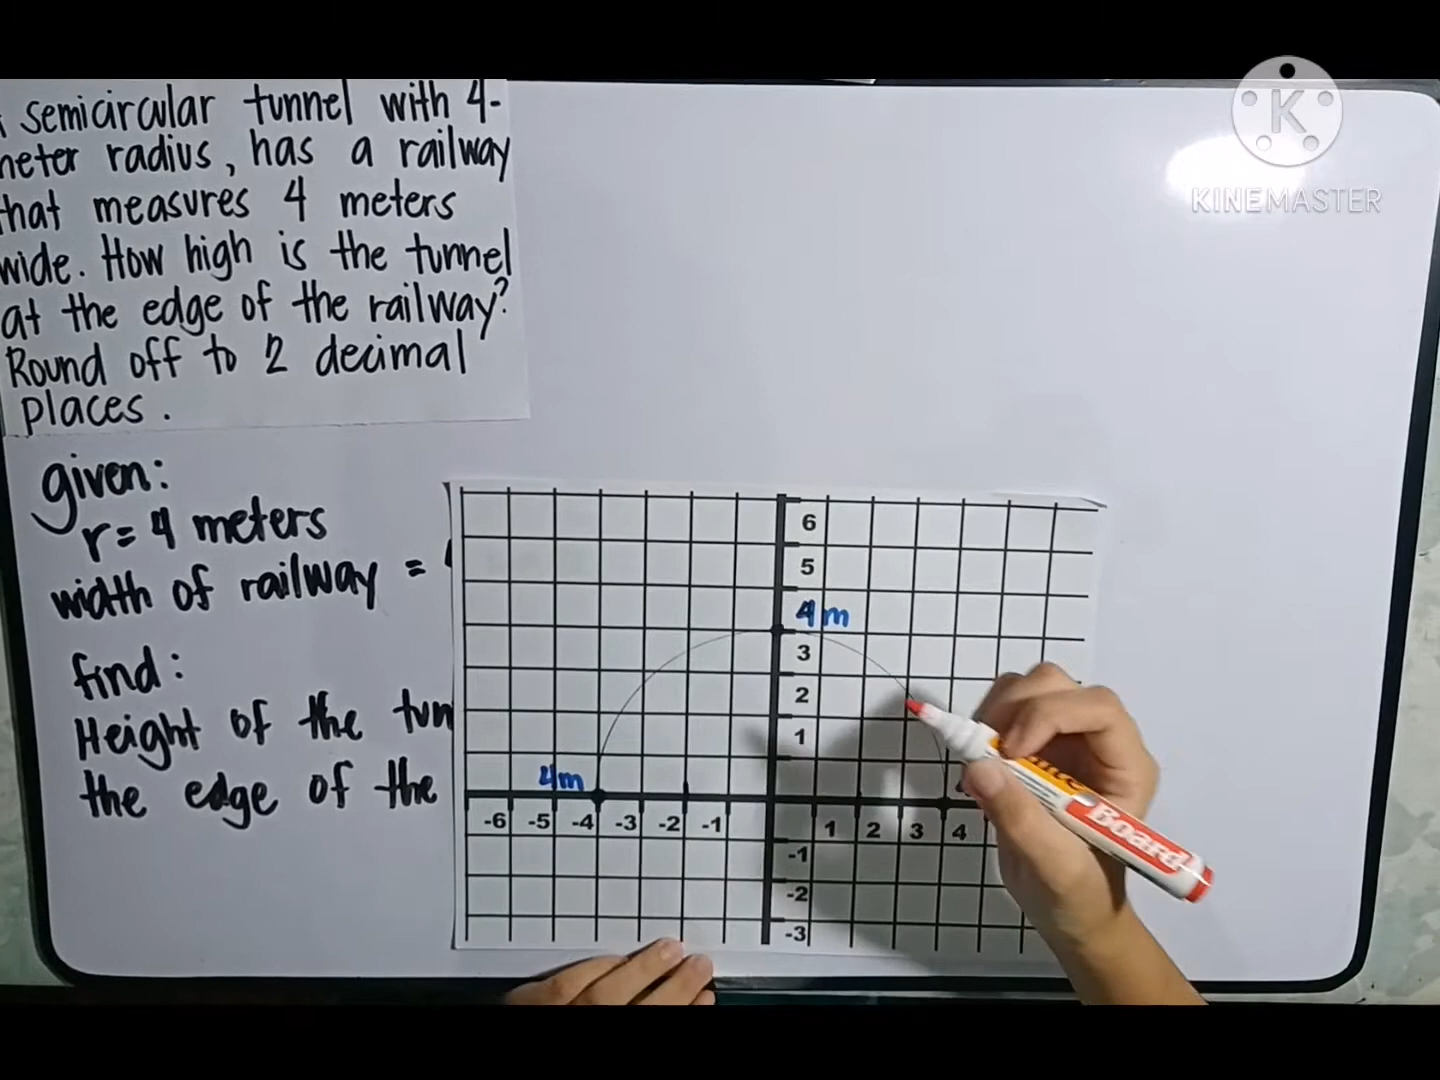 semicircular tunnel with 4-
meter radius, has a railway
that measures 4 meters
wide. How high is the tunnel
at the edge of the railway?
Round off to 2 decimal
places.
given:
r = 4 meters
width of railway =
find:
Height of the tun
the edge of the
6
5
4m
3
2
1
4m
-6 -5 -4 -3 -2 -1 1 2 3 4
-1
-2
-3
Board
K
KINEMASTER